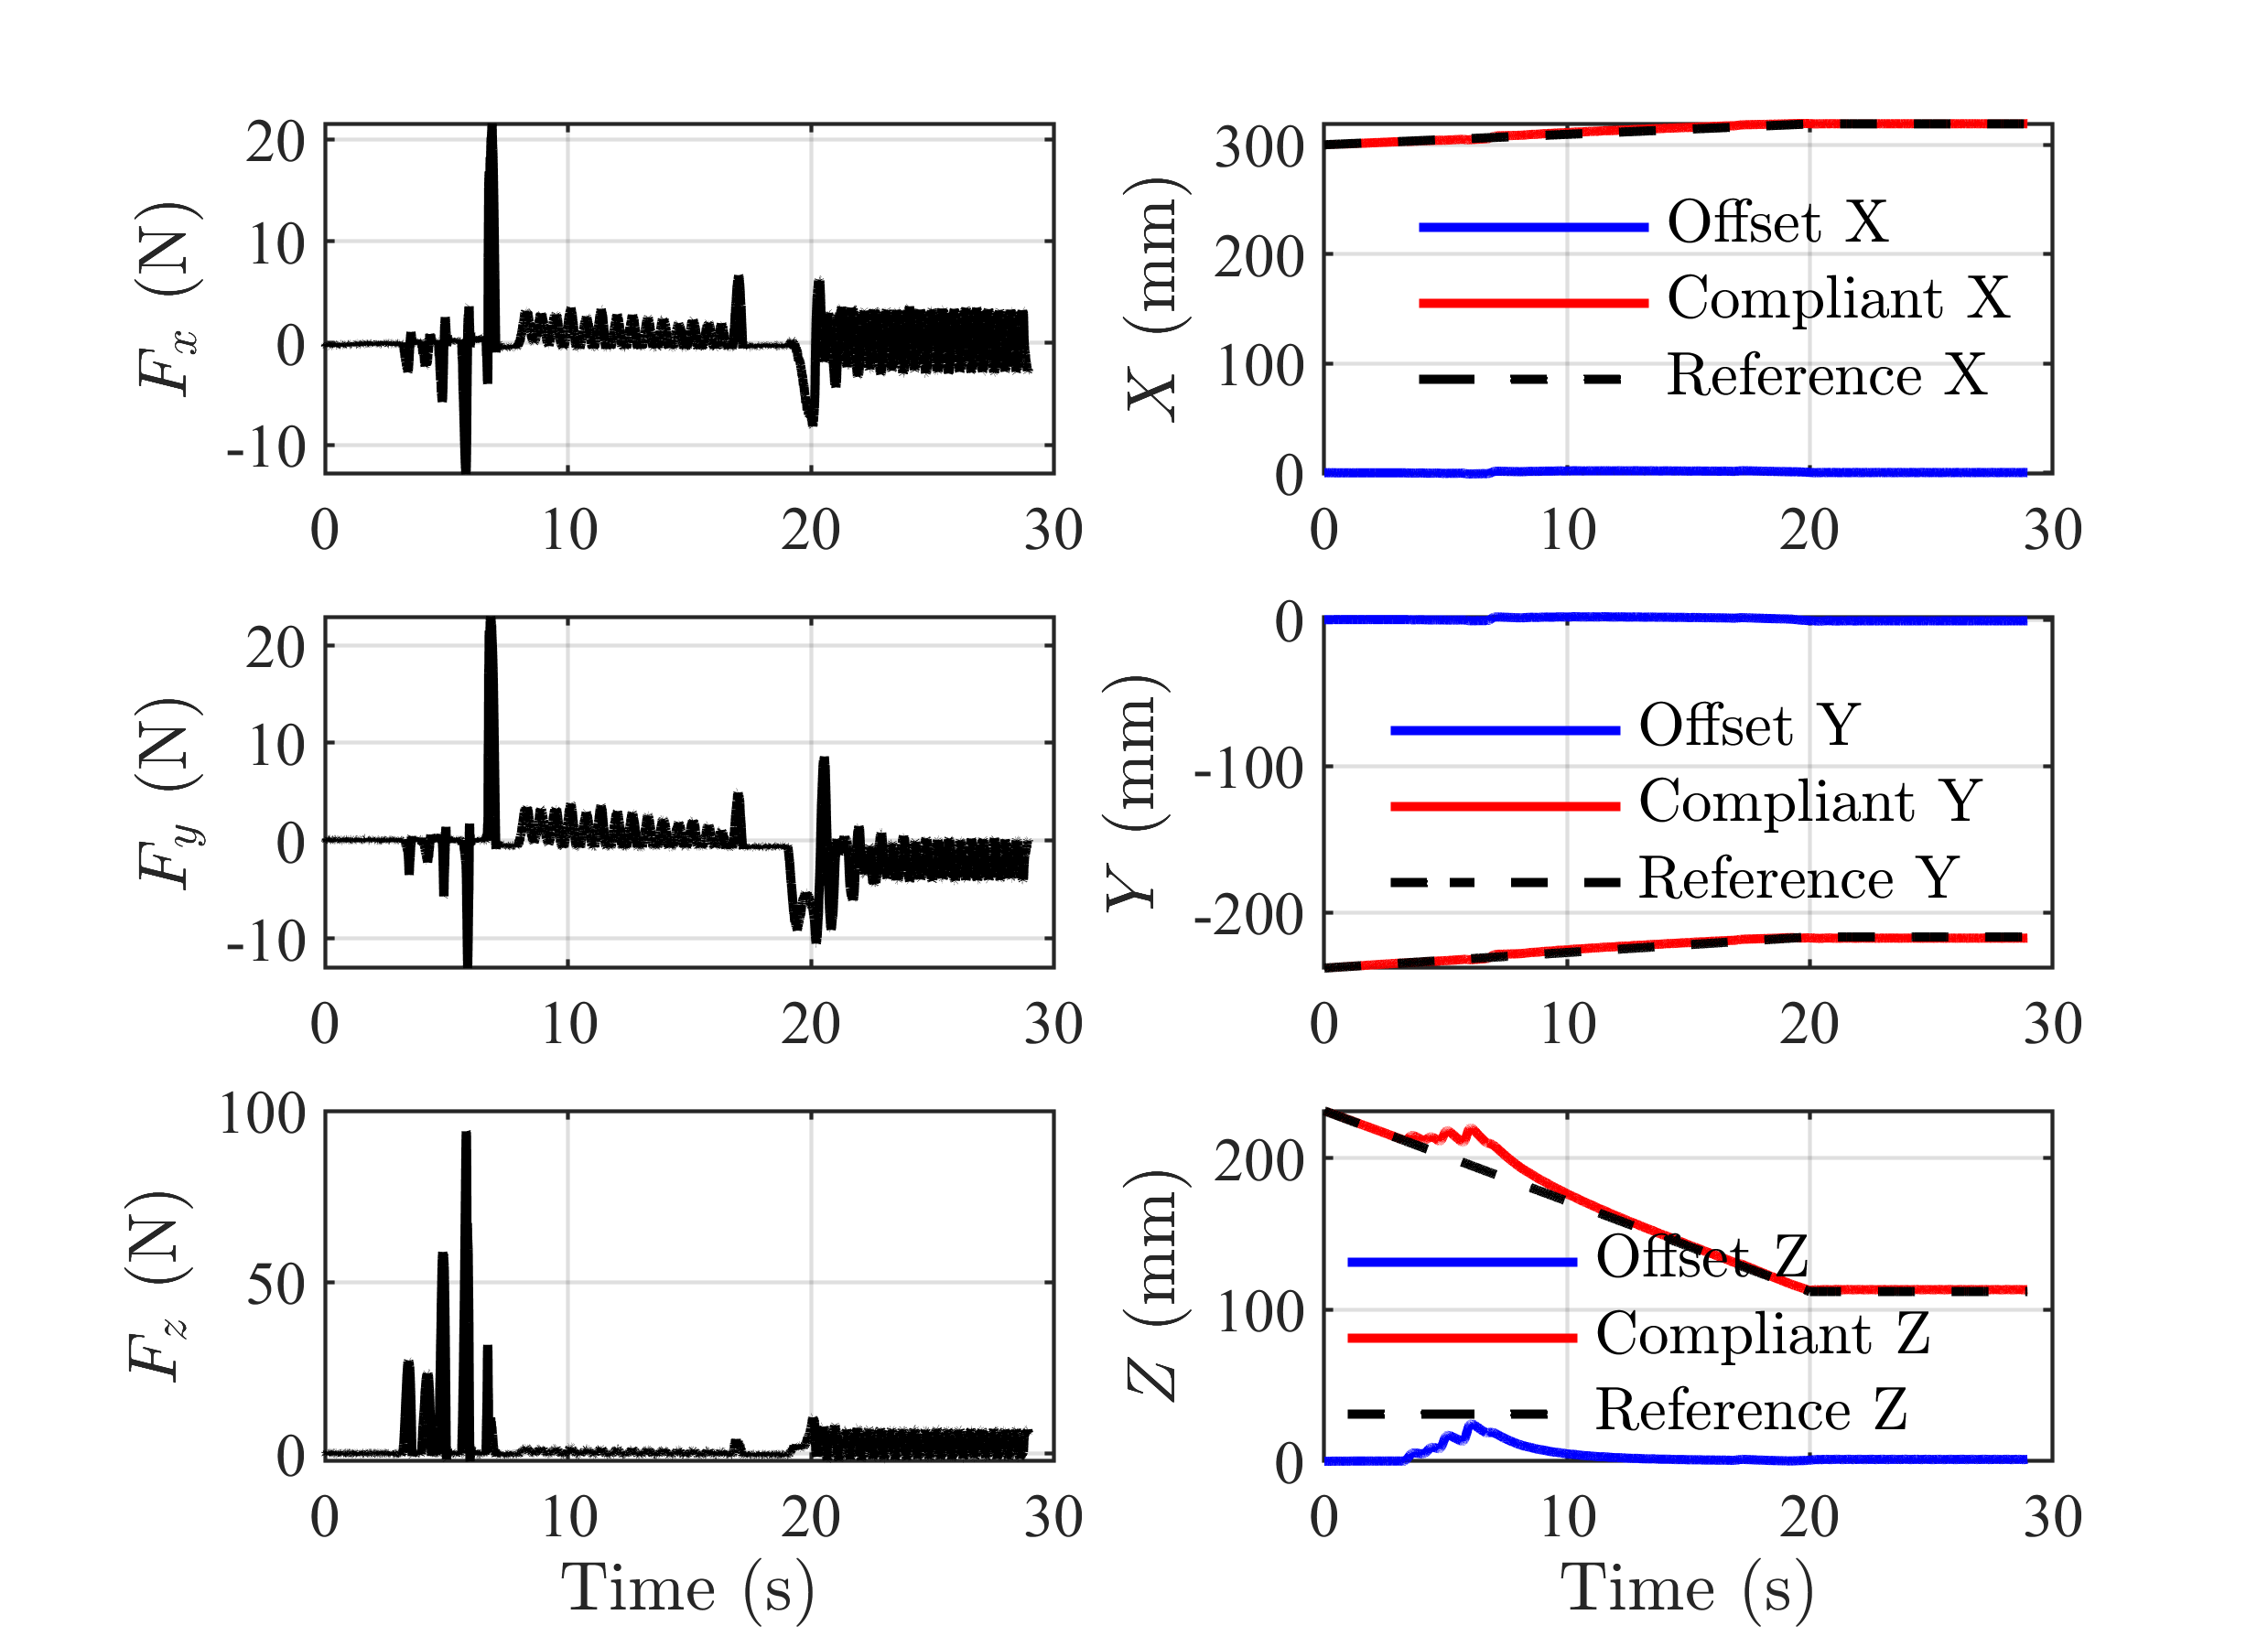 20
10
0
-10
F_x (N)
0 10 20 30
300
200
100
0
X (mm)
Offset X
Compliant X
Reference X
0 10 20 30
20
10
0
-10
F_y (N)
0 10 20 30
0
-100
-200
Y (mm)
Offset Y
Compliant Y
Reference Y
0 10 20 30
100
50
0
F_z (N)
0 10 20 30
Time (s)
200
100
0
Z (mm)
Offset Z
Compliant Z
Reference Z
0 10 20 30
Time (s)